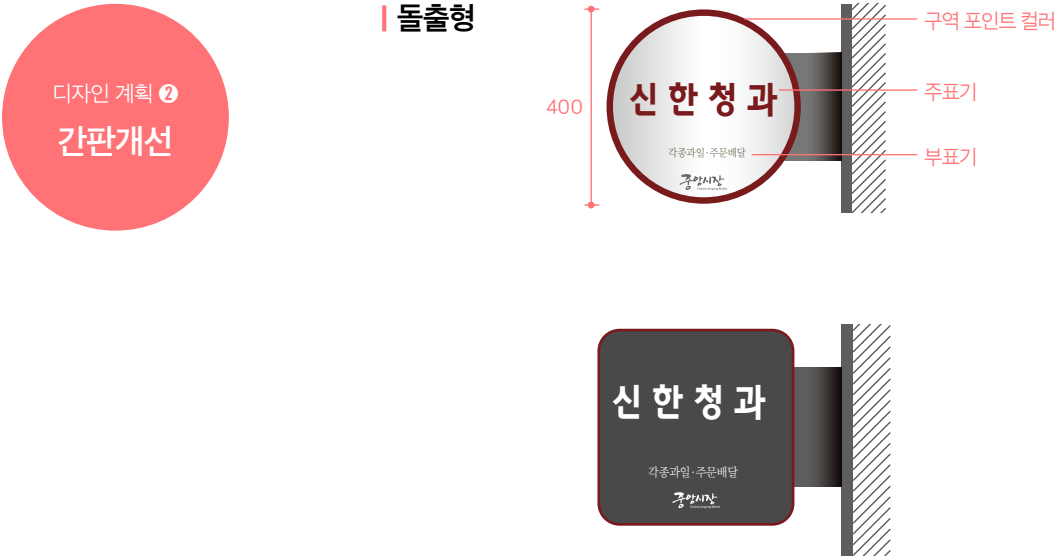 디자인 계획 ❷
간판개선
돌출형
400
신한청과
각종과일·주문배달
중앙시장
구역 포인트 컬러
주표기
부표기
신한청과
각종과일·주문배달
중앙시장